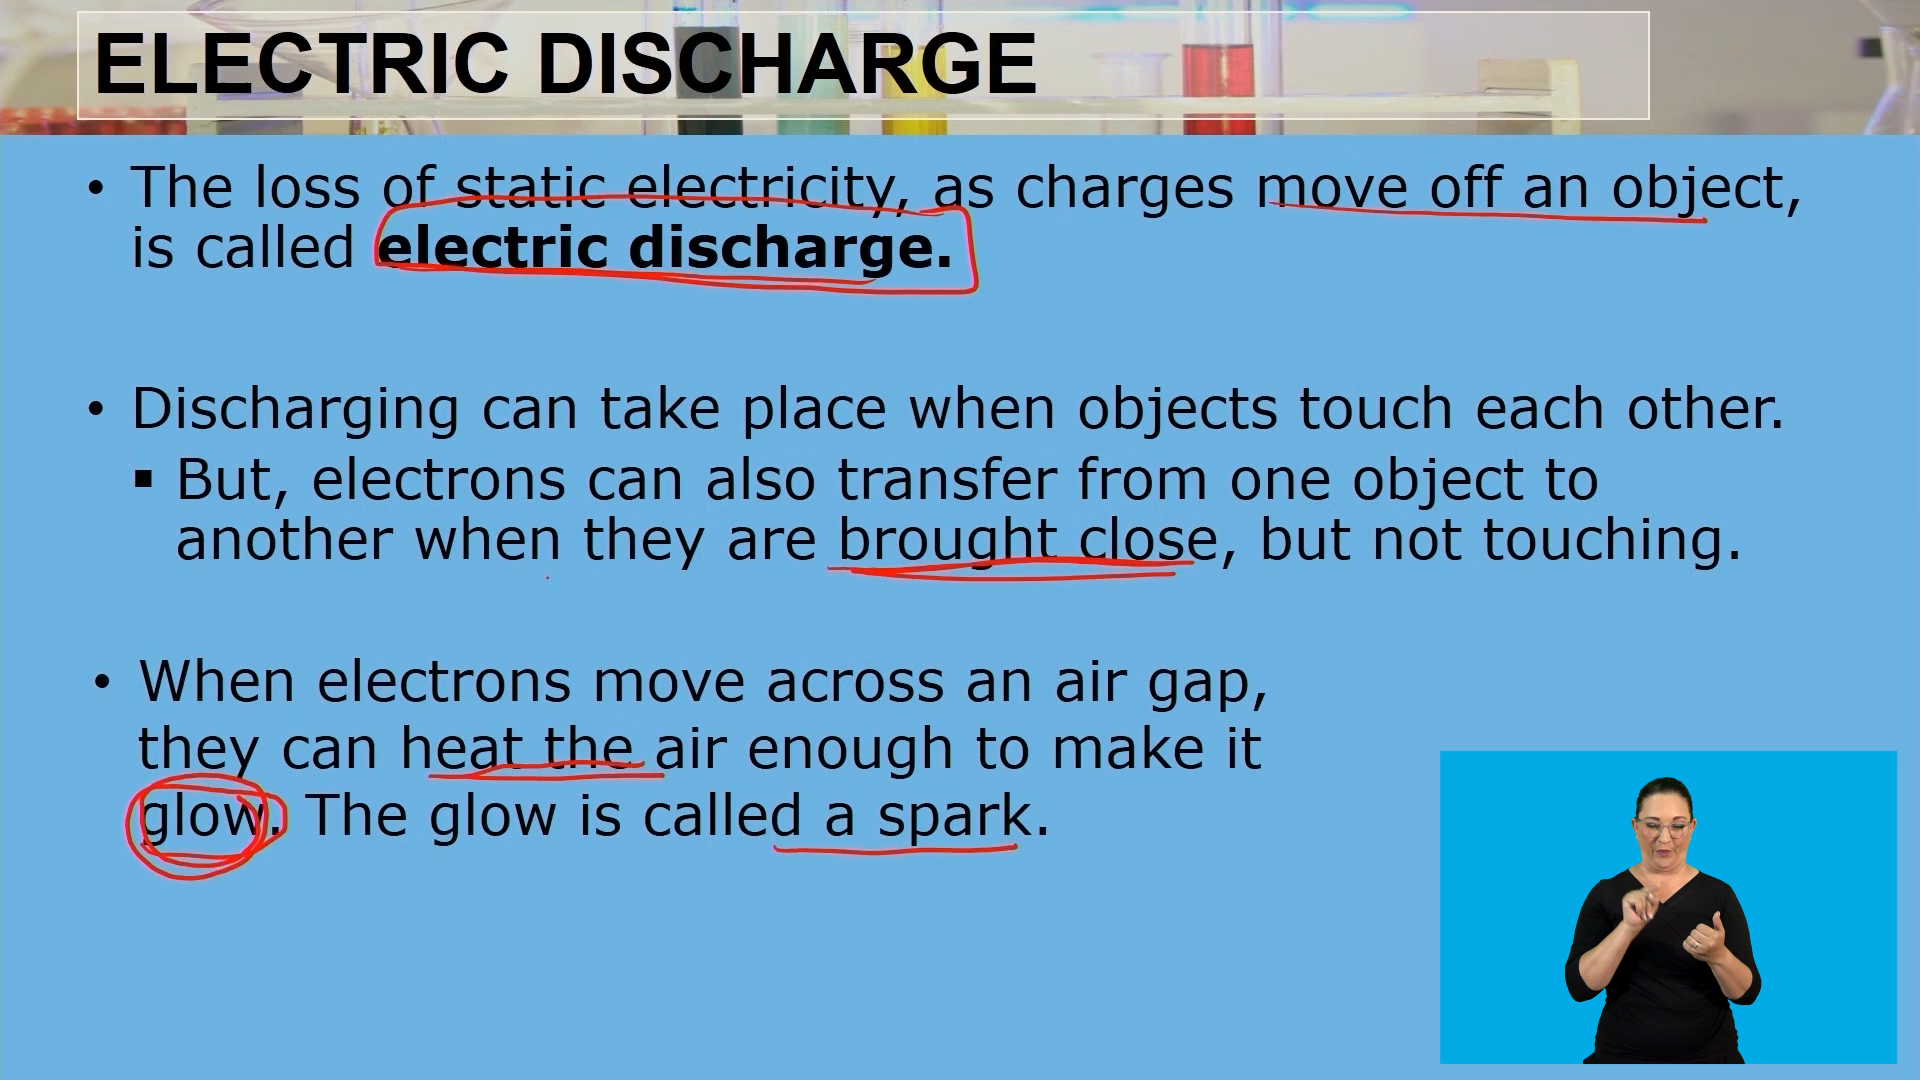 ELECTRIC DISCHARGE
• The loss of static electricity, as charges move off an object,
is called electric discharge.
• Discharging can take place when objects touch each other.
▪ But, electrons can also transfer from one object to
another when they are brought close, but not touching.
• When electrons move across an air gap,
they can heat the air enough to make it
glow. The glow is called a spark.